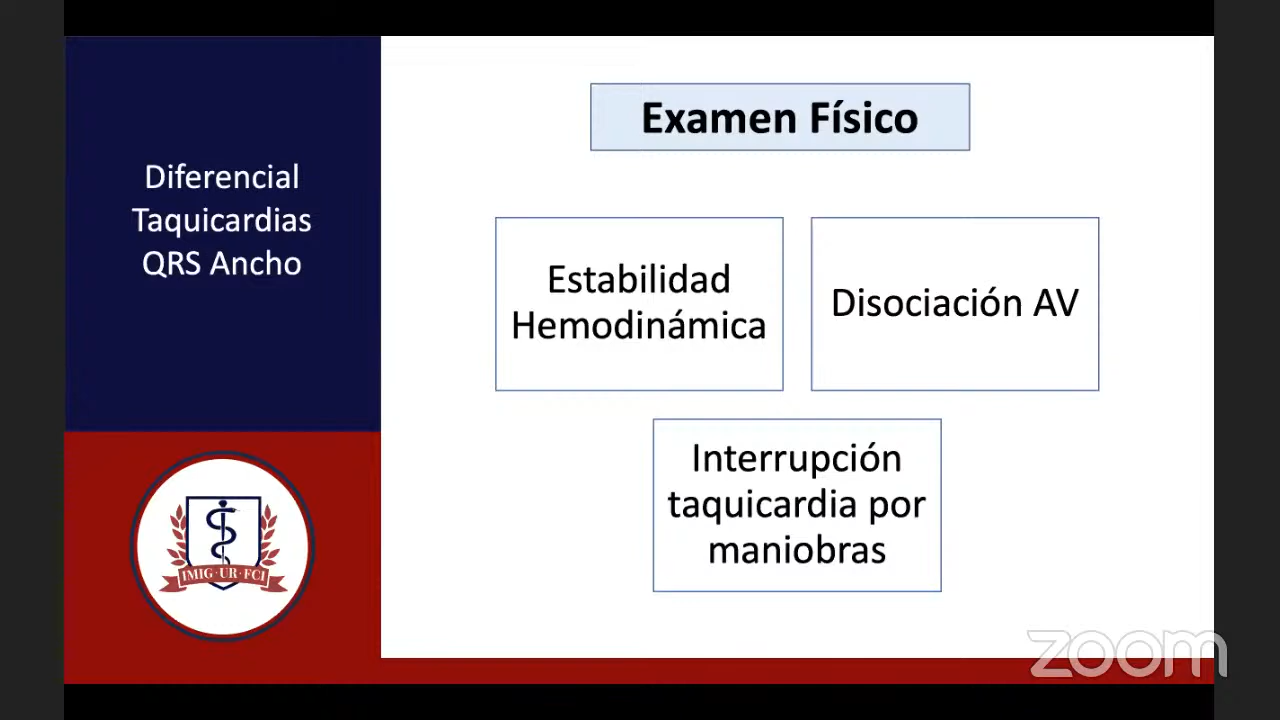 Examen Físico
Diferencial
Taquicardias
QRS Ancho
Estabilidad
Hemodinámica
Disociación AV
Interrupción
taquicardia por
maniobras
IMIG·UR·FCI
zoom